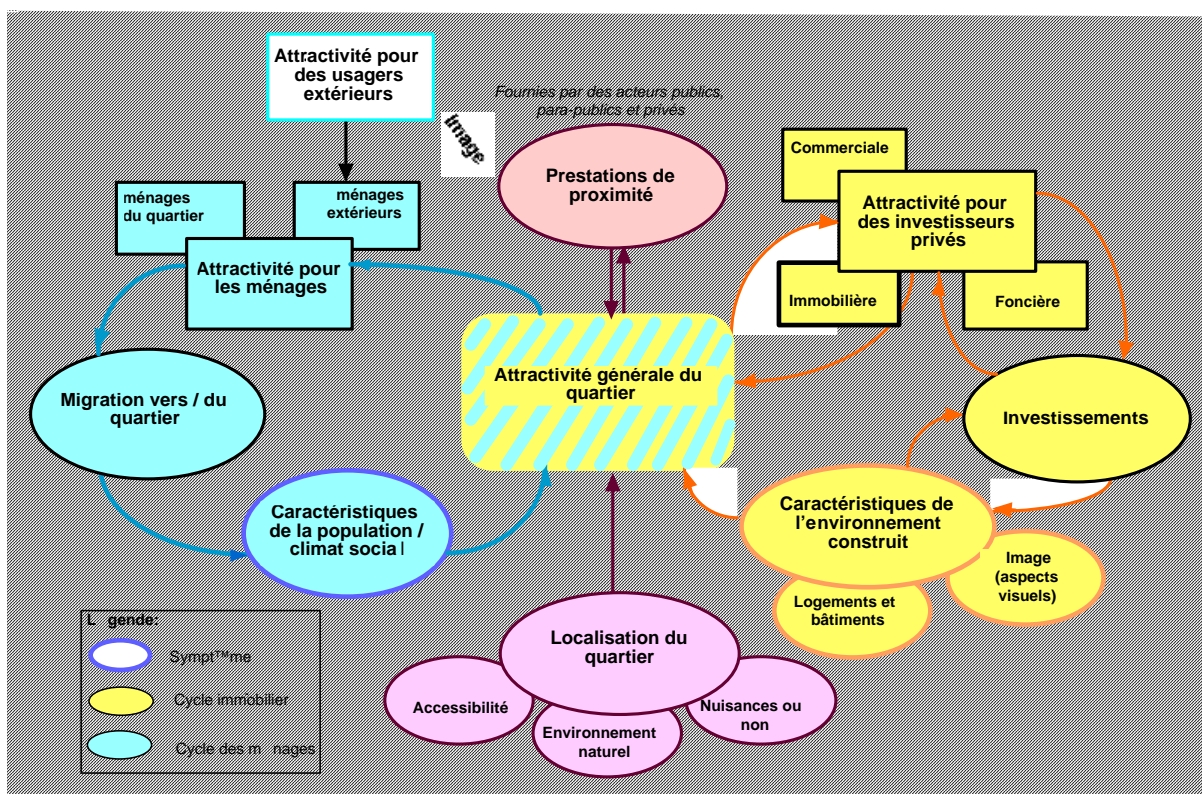 Attractivité pour
des usagers
extérieurs
Fournies par des acteurs publics,
para-publics et privés
Image
Prestations de
proximité
Commerciale
Attractivité pour
des investisseurs
privés
Immobilière
Foncière
ménages
du quartier
ménages
extérieurs
Attractivité pour
les ménages
Attractivité générale du
quartier
Migration vers / du
quartier
Investissements
Caractéristiques
de la population /
climat social
Caractéristiques de
l'environnement
construit
Image
(aspects
visuels)
Logements et
bâtiments
Localisation du
quartier
Accessibilité
Environnement
naturel
Nuisances ou
non
L gende:
Sympt™me
Cycle immobilier
Cycle des m nages